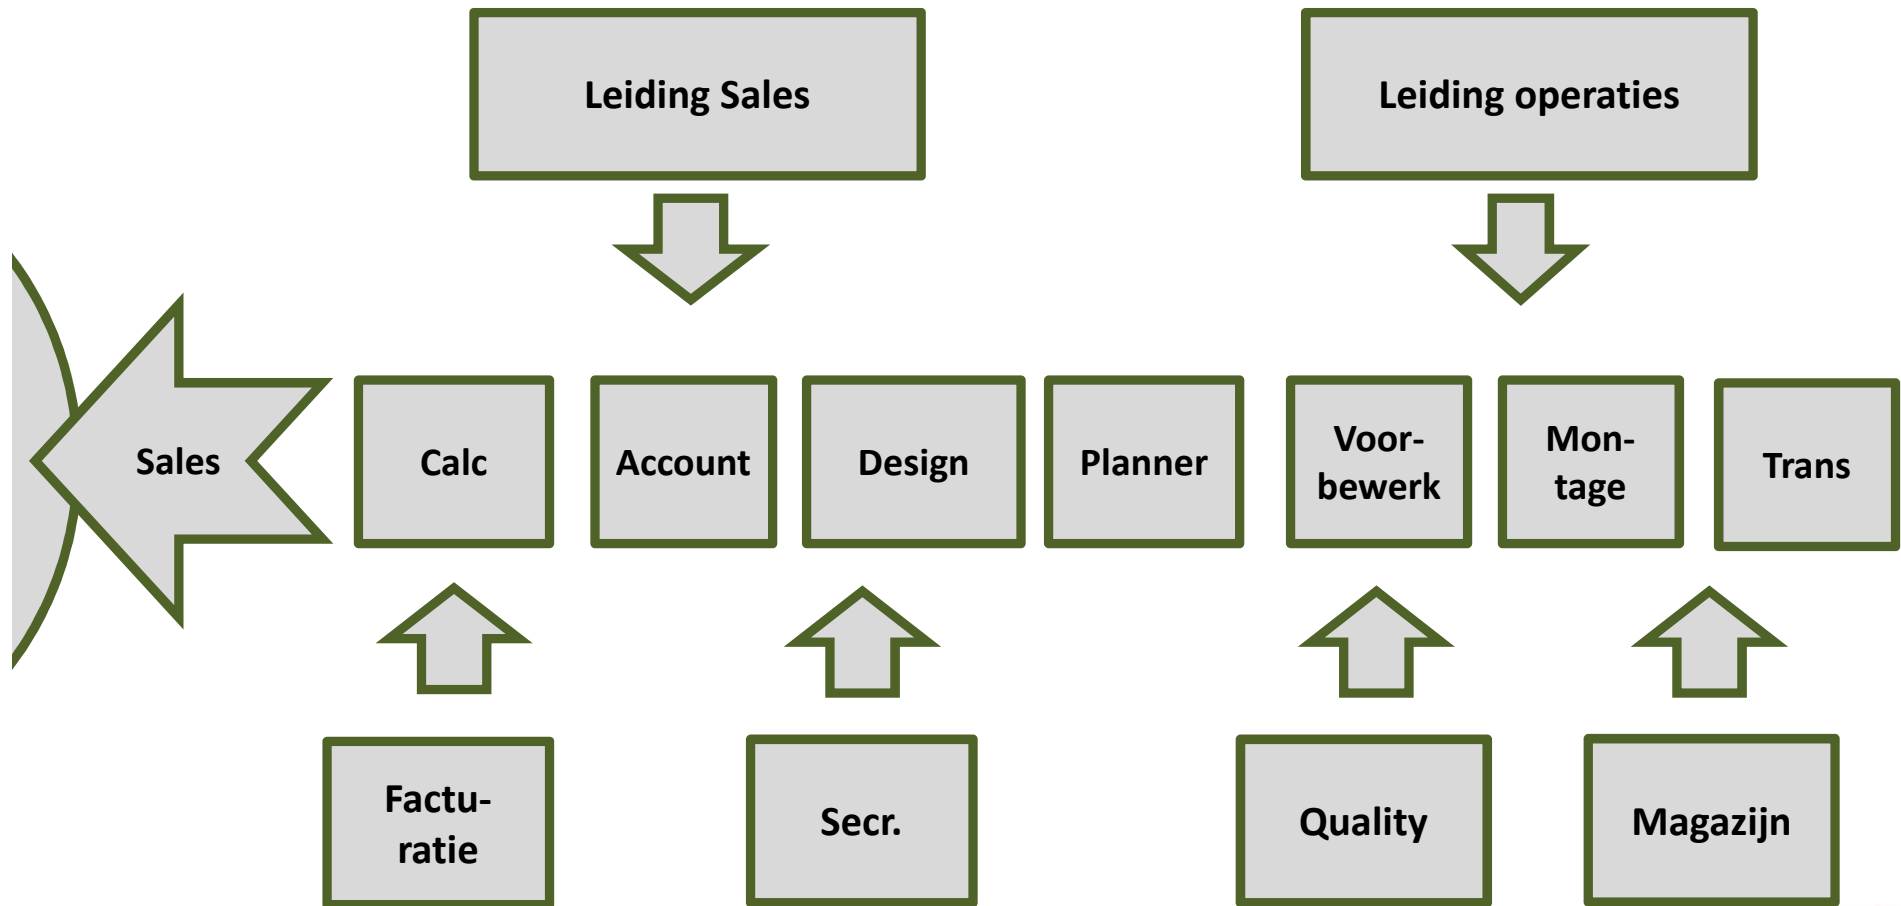 Leiding Sales
Leiding operaties
Sales
Calc
Account
Design
Planner
Voor-
bewerk
Mon-
tage
Trans
Factu-
ratie
Secr.
Quality
Magazijn